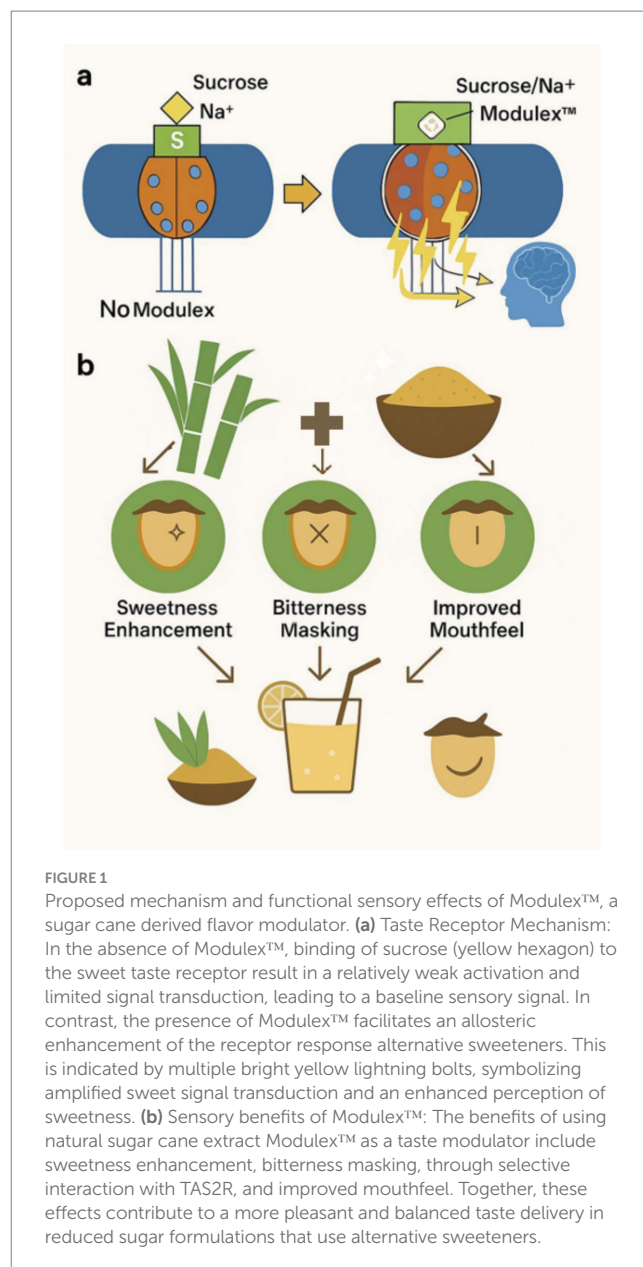 a
Sucrose
Na⁺
S
No Modulex
Sucrose/Na⁺
Modulex™
b
Sweetness
Enhancement
Bitterness
Masking
Improved
Mouthfeel
FIGURE 1
Proposed mechanism and functional sensory effects of Modulex™, a
sugar cane derived flavor modulator. (a) Taste Receptor Mechanism:
In the absence of Modulex™, binding of sucrose (yellow hexagon) to
the sweet taste receptor result in a relatively weak activation and
limited signal transduction, leading to a baseline sensory signal. In
contrast, the presence of Modulex™ facilitates an allosteric
enhancement of the receptor response alternative sweeteners. This
is indicated by multiple bright yellow lightning bolts, symbolizing
amplified sweet signal transduction and an enhanced perception of
sweetness. (b) Sensory benefits of Modulex™: The benefits of using
natural sugar cane extract Modulex™ as a taste modulator include
sweetness enhancement, bitterness masking, through selective
interaction with TAS2R, and improved mouthfeel. Together, these
effects contribute to a more pleasant and balanced taste delivery in
reduced sugar formulations that use alternative sweeteners.